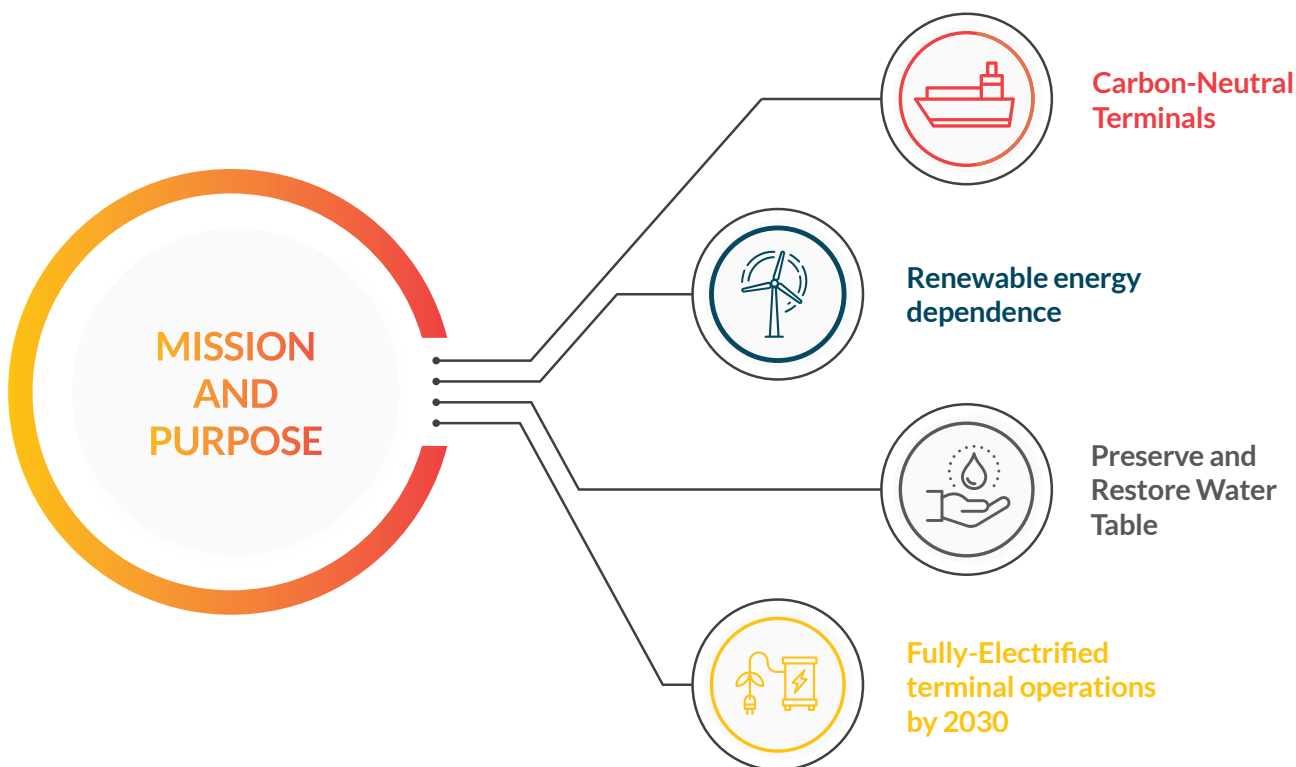 MISSION
AND
PURPOSE
Carbon-Neutral
Terminals
Renewable energy
dependence
Preserve and
Restore Water
Table
Fully-Electrified
terminal operations
by 2030